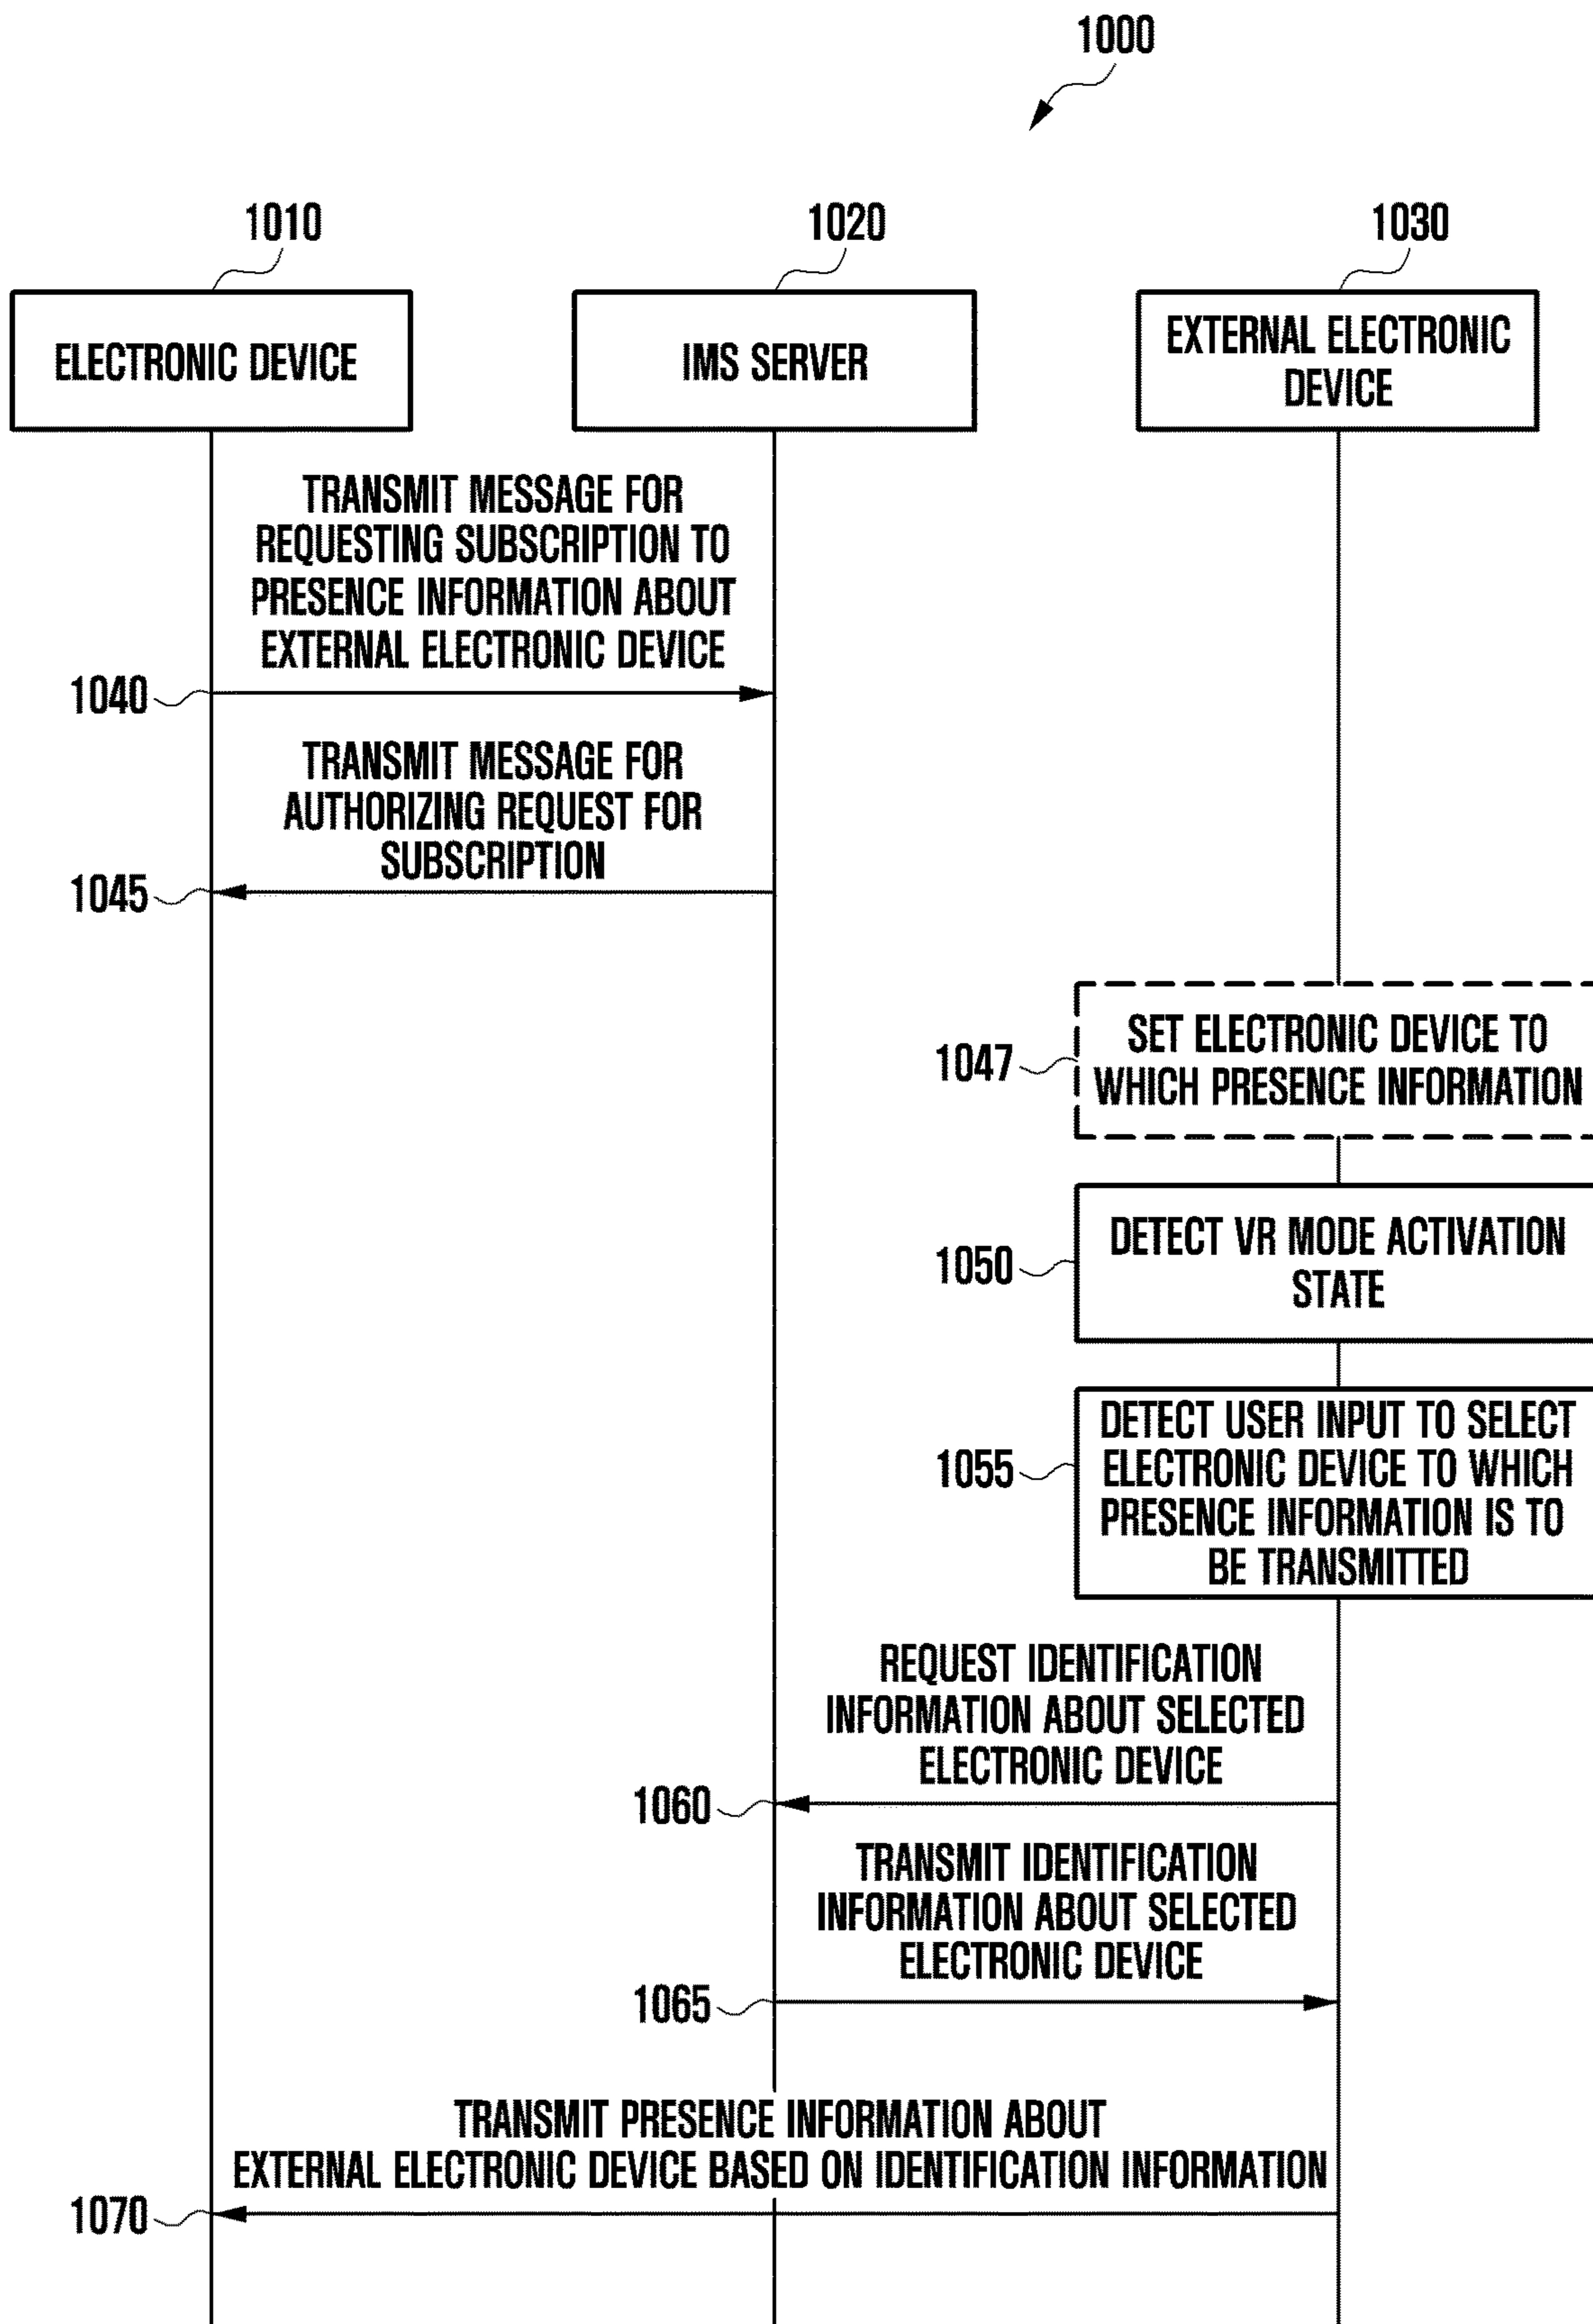 1000
1010
1020
1030
ELECTRONIC DEVICE
IMS SERVER
EXTERNAL ELECTRONIC
DEVICE
TRANSMIT MESSAGE FOR
REQUESTING SUBSCRIPTION TO
PRESENCE INFORMATION ABOUT
EXTERNAL ELECTRONIC DEVICE
1040
TRANSMIT MESSAGE FOR
AUTHORIZING REQUEST FOR
SUBSCRIPTION
1045
SET ELECTRONIC DEVICE TO
WHICH PRESENCE INFORMATION
1047
DETECT VR MODE ACTIVATION
STATE
1050
DETECT USER INPUT TO SELECT
ELECTRONIC DEVICE TO WHICH
PRESENCE INFORMATION IS TO
BE TRANSMITTED
1055
REQUEST IDENTIFICATION
INFORMATION ABOUT SELECTED
ELECTRONIC DEVICE
1060
TRANSMIT IDENTIFICATION
INFORMATION ABOUT SELECTED
ELECTRONIC DEVICE
1065
TRANSMIT PRESENCE INFORMATION ABOUT
EXTERNAL ELECTRONIC DEVICE BASED ON IDENTIFICATION INFORMATION
1070